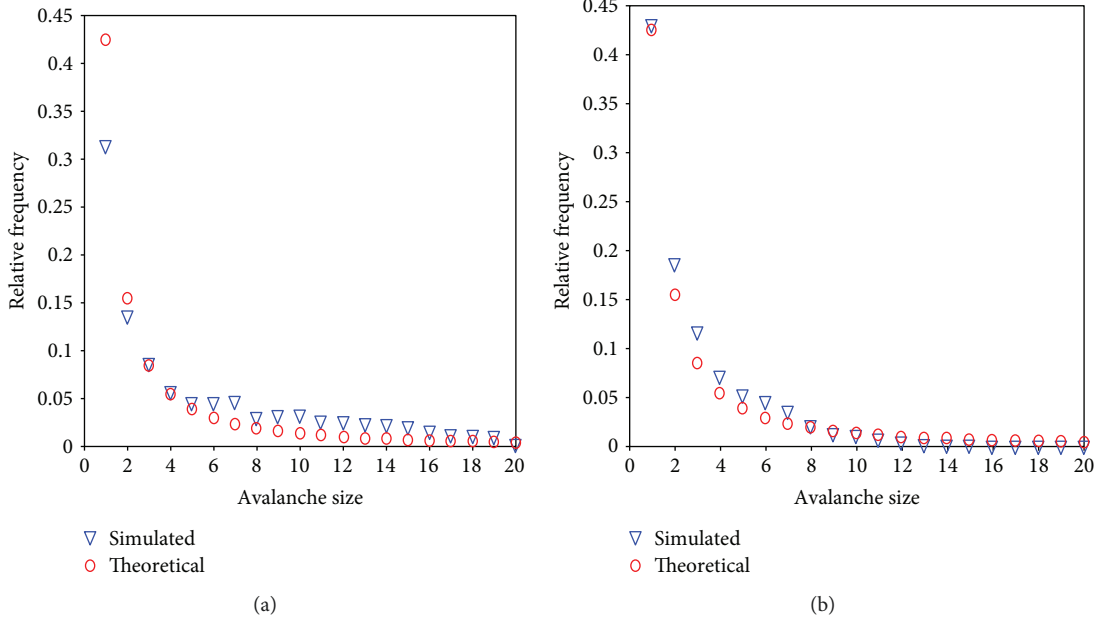 0.45
0.4
0.35
0.3
0.25
0.2
0.15
0.1
0.05
0
Relative frequency
0 2 4 6 8 10 12 14 16 18 20
Avalanche size
Simulated
Theoretical
(a)
0.45
0.4
0.35
0.3
0.25
0.2
0.15
0.1
0.05
0
Relative frequency
0 2 4 6 8 10 12 14 16 18 20
Avalanche size
Simulated
Theoretical
(b)